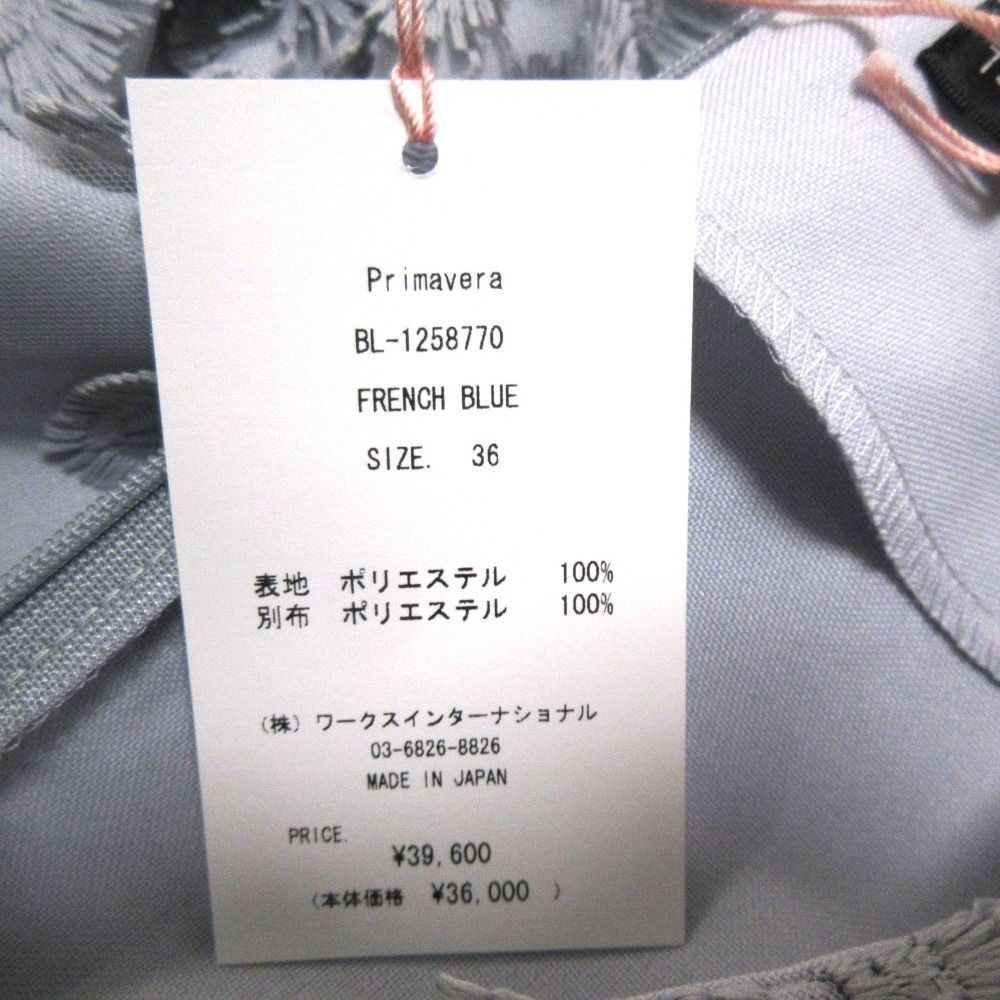 Primavera
BL-1258770
FRENCH BLUE
SIZE. 36
表地 ポリエステル 100%
別布 ポリエステル 100%
(株) ワークスインターナショナル
03-6826-8826
MADE IN JAPAN
PRICE.
¥39,600
(本体価格 ¥36,000 )